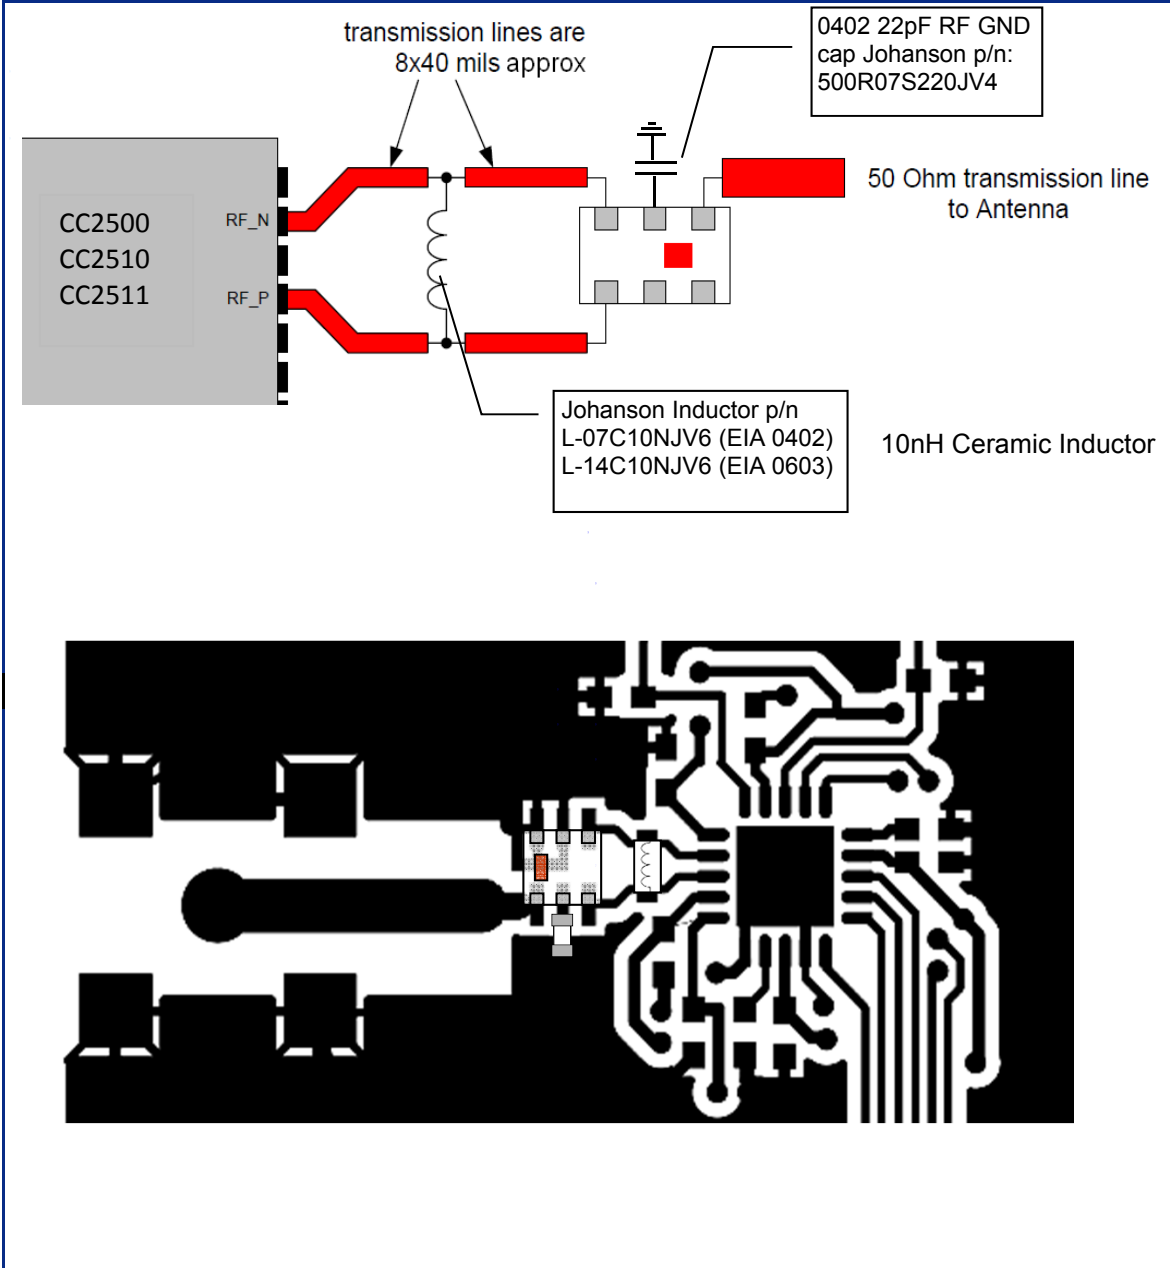 transmission lines are
8x40 mils approx
0402 22pF RF GND
cap Johanson p/n:
500R07S220JV4
50 Ohm transmission line
to Antenna
CC2500
CC2510
CC2511
RF_N
RF_P
Johanson Inductor p/n
L-07C10NJV6 (EIA 0402)
L-14C10NJV6 (EIA 0603)
10nH Ceramic Inductor